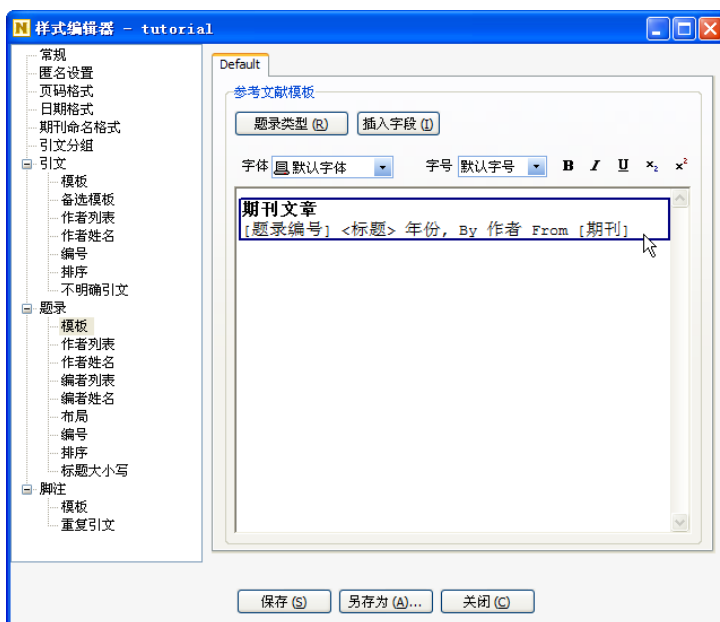 样式编辑器 - tutorial
常规
匿名设置
页码格式
日期格式
期刊命名格式
引文分组
引文
模板
备选模板
作者列表
作者姓名
编号
排序
不明确引文
题录
模板
作者列表
作者姓名
编者列表
编者姓名
布局
编号
排序
标题大小写
脚注
模板
重复引文
Default
参考文献模板
题录类型 (R) 插入字段 (I)
字体 默认字体 字号 默认字号 B I U x₂ x²
期刊文章
[题录编号] <标题> 年份, By 作者 From [期刊]
保存 (S) 另存为 (A)... 关闭 (C)